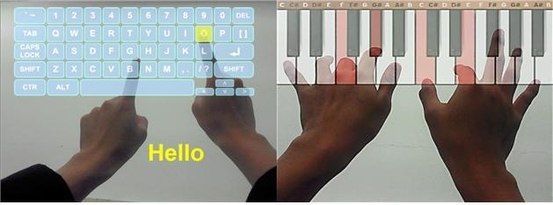 ` ~ 1 2 3 4 5 6 7 8 9 0 DEL
TAB Q W E R T Y U I O P [ ]
CAPS LOCK A S D F G H J K L
SHIFT Z X C V B N M , . / ? SHIFT
CTR ALT
Hello
C C# D D# E F F# G G# A A# B C C# D D# E F F# G G# A A# B